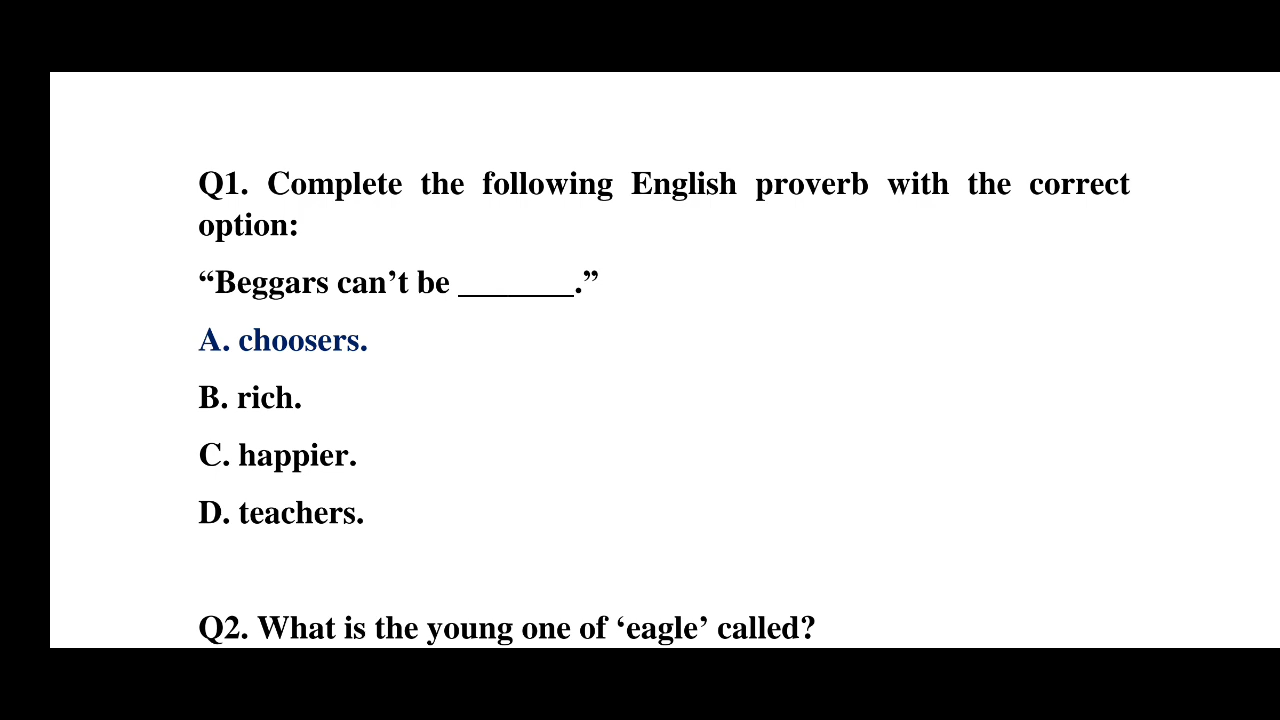 Q1. Complete the following English proverb with the correct
option:
“Beggars can’t be _______.”
A. choosers.
B. rich.
C. happier.
D. teachers.
Q2. What is the young one of ‘eagle’ called?